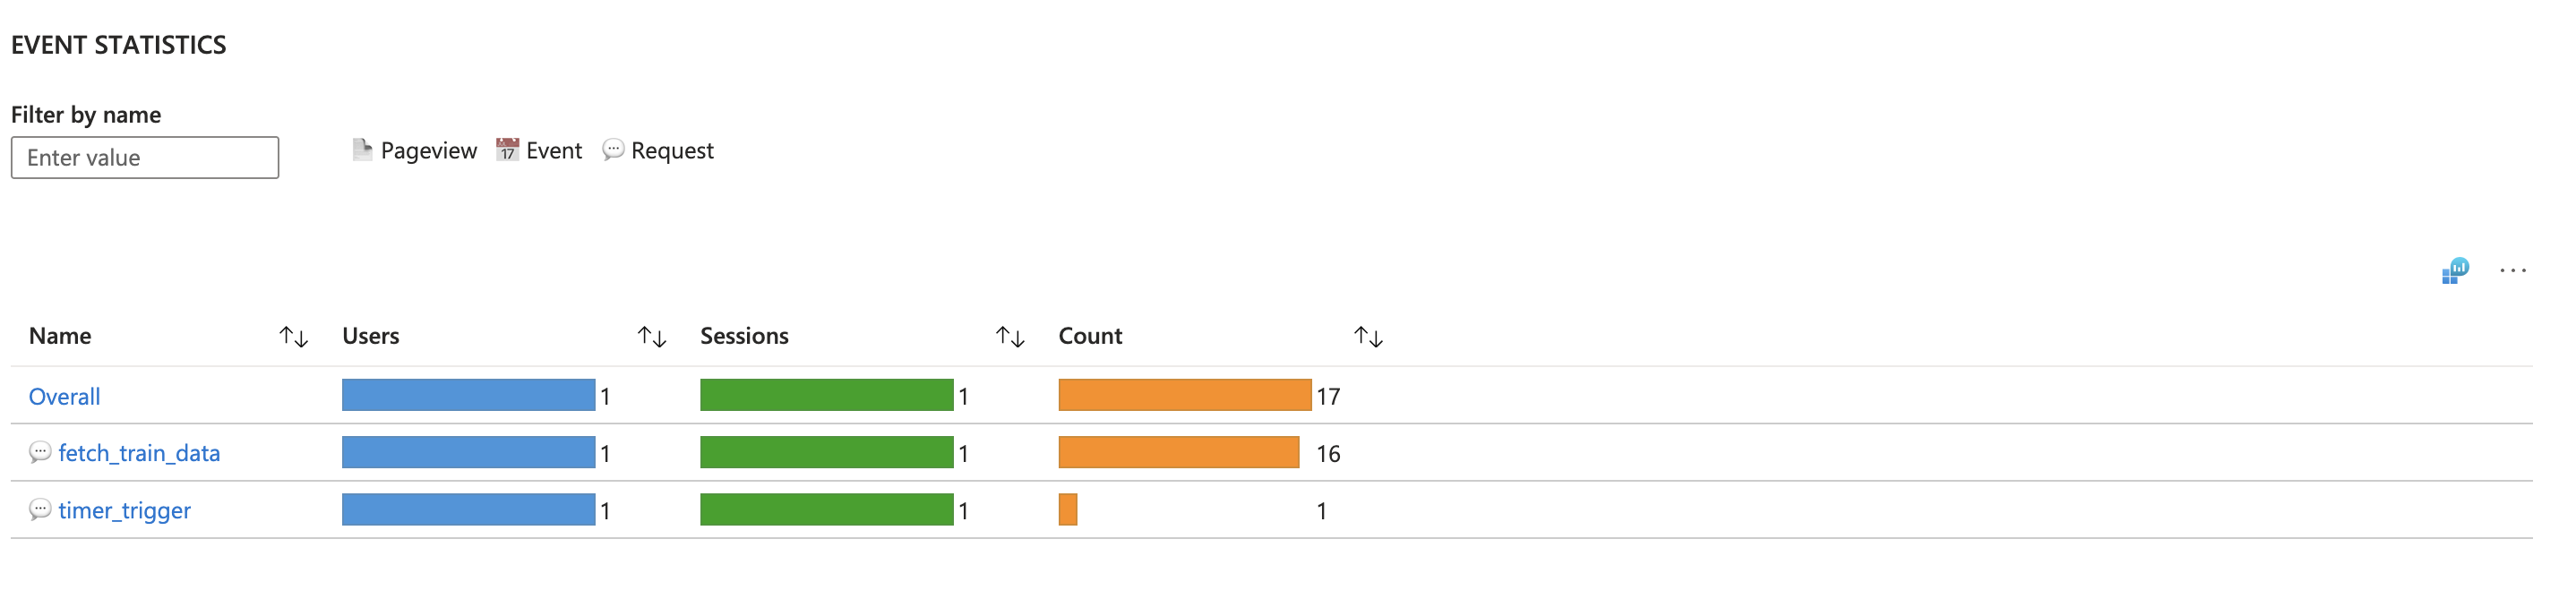 EVENT STATISTICS
Filter by name
Enter value
Pageview 17 Event Request
Name Users Sessions Count
Overall 1 1 17
fetch_train_data 1 1 16
timer_trigger 1 1 1